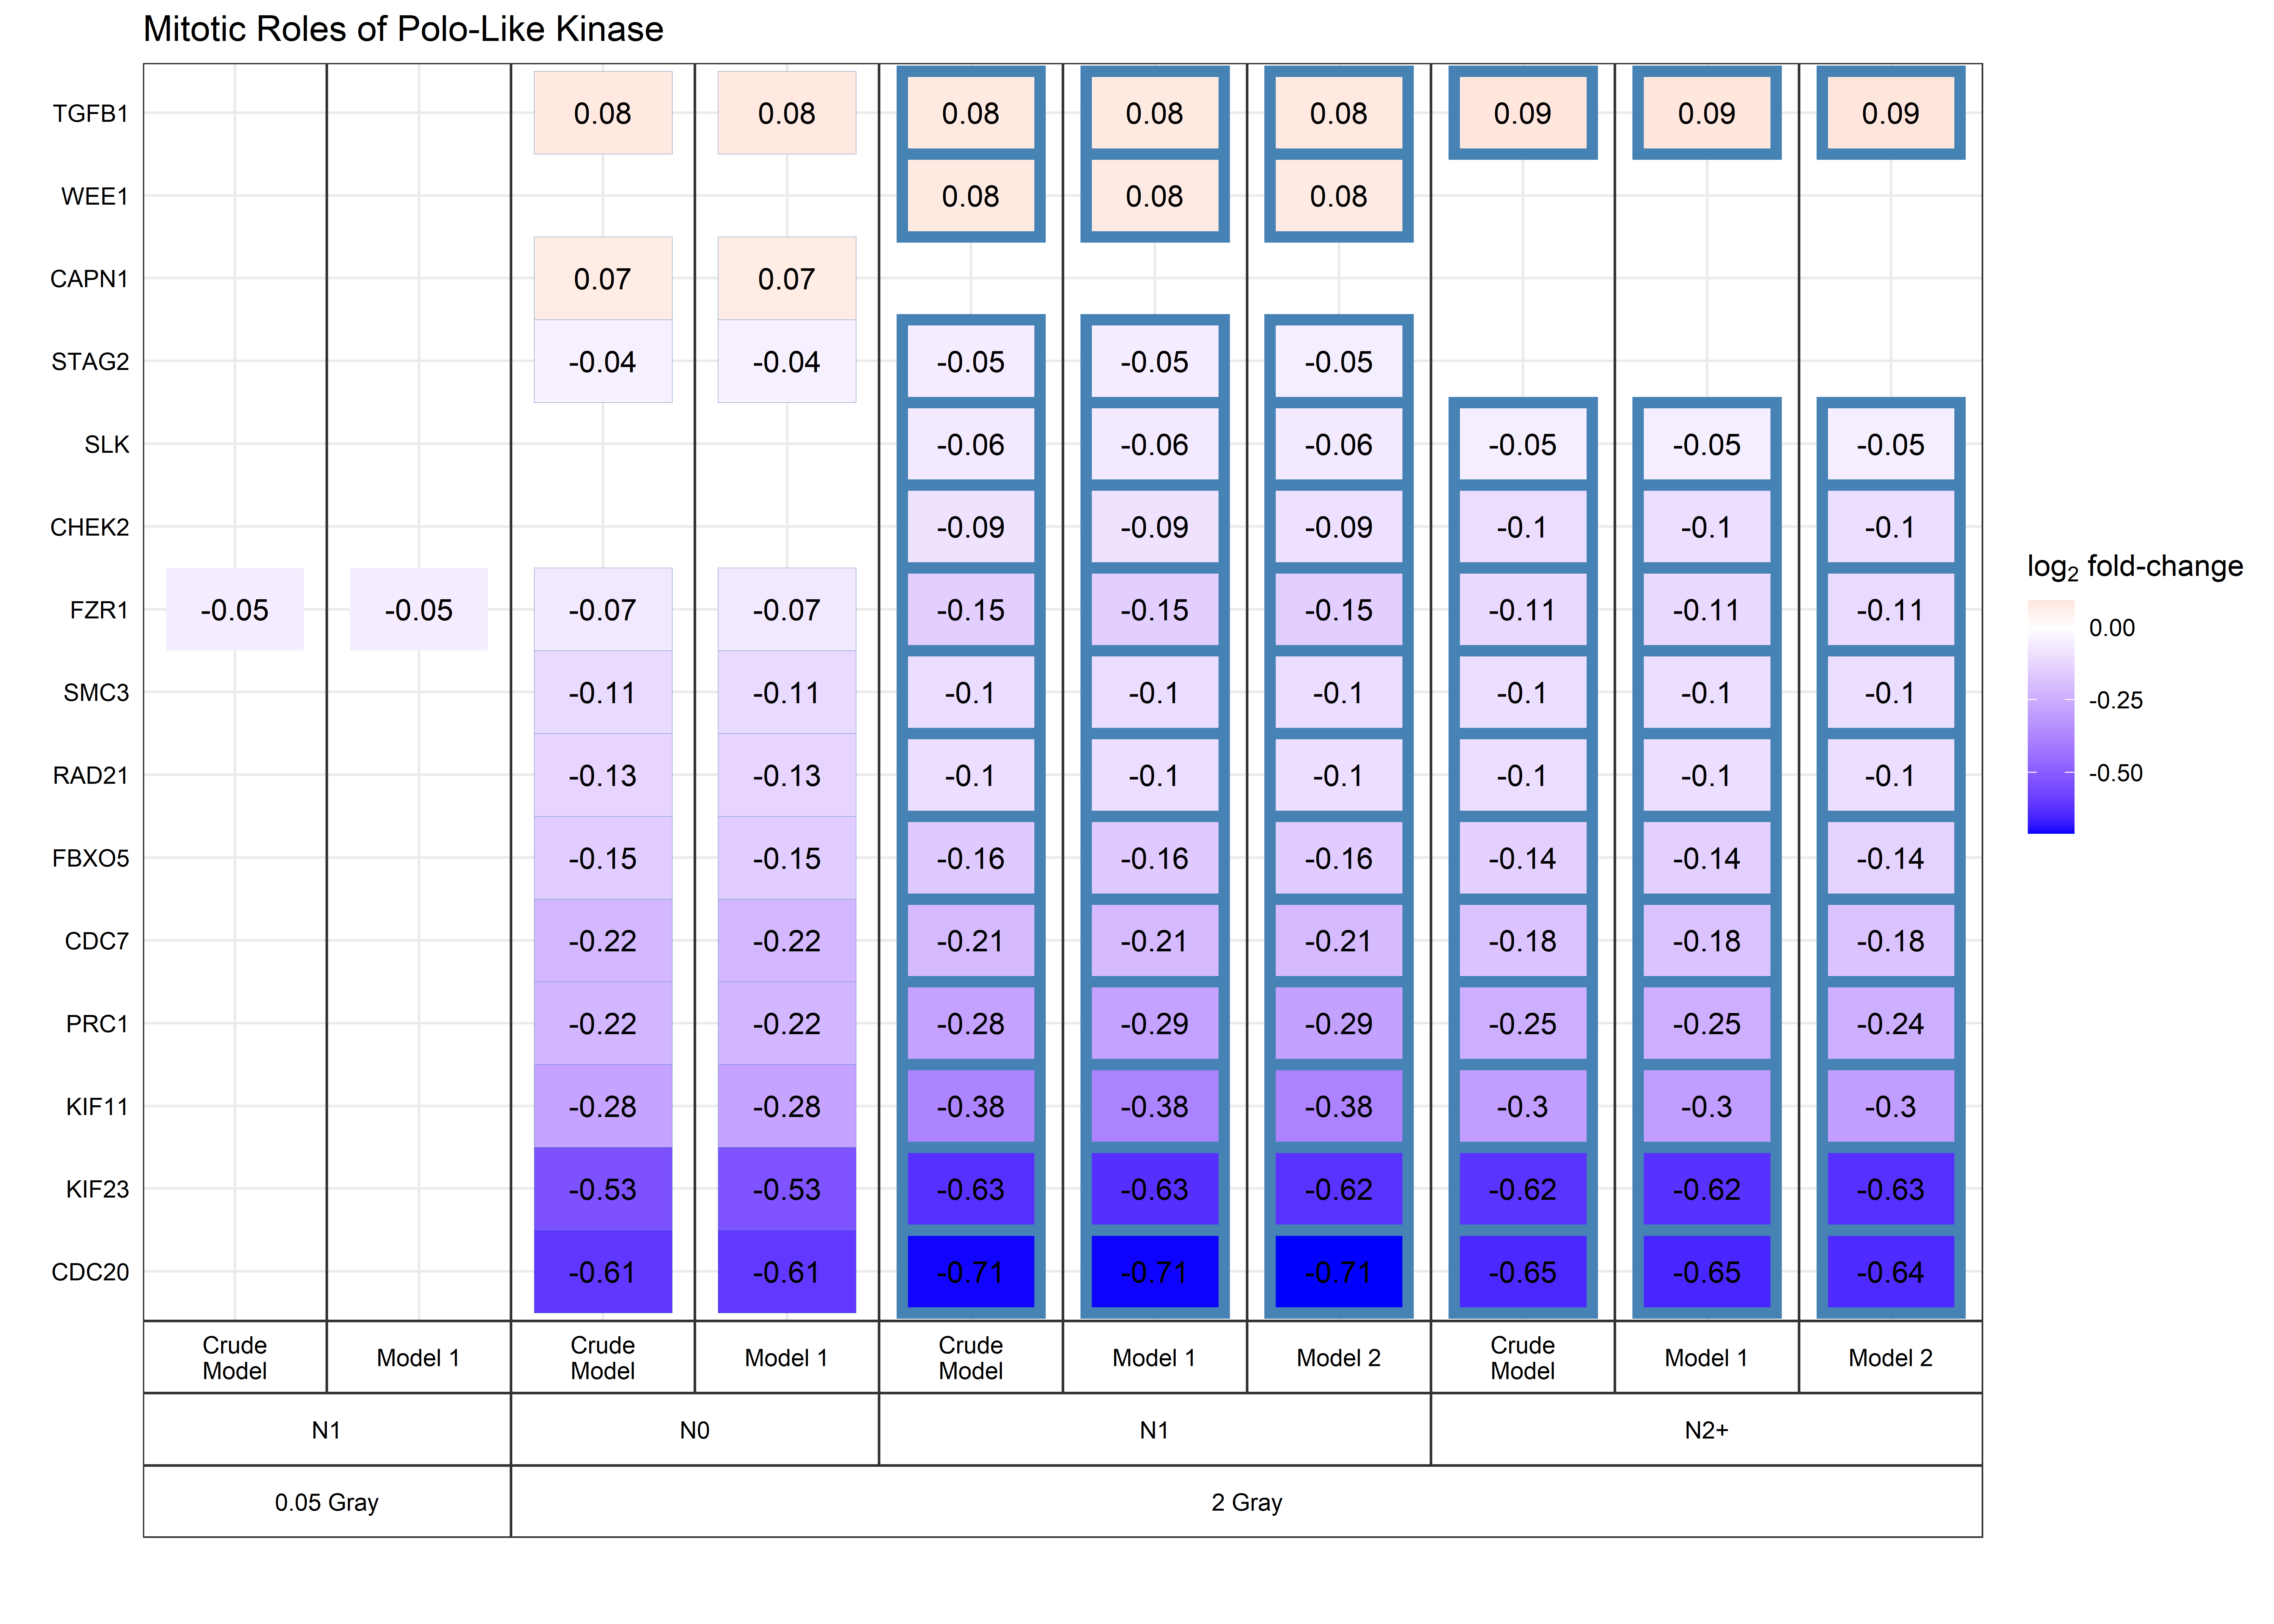 Mitotic Roles of Polo-Like Kinase
TGFB1 0.08 0.08 0.08 0.08 0.08 0.09 0.09 0.09
WEE1 0.08 0.08 0.08
CAPN1 0.07 0.07
STAG2 -0.04 -0.04 -0.05 -0.05 -0.05
SLK -0.06 -0.06 -0.06 -0.05 -0.05 -0.05
CHEK2 -0.09 -0.09 -0.09 -0.1 -0.1 -0.1
FZR1 -0.05 -0.05 -0.07 -0.07 -0.15 -0.15 -0.15 -0.11 -0.11 -0.11
SMC3 -0.11 -0.11 -0.1 -0.1 -0.1 -0.1 -0.1 -0.1
RAD21 -0.13 -0.13 -0.1 -0.1 -0.1 -0.1 -0.1 -0.1
FBXO5 -0.15 -0.15 -0.16 -0.16 -0.16 -0.14 -0.14 -0.14
CDC7 -0.22 -0.22 -0.21 -0.21 -0.21 -0.18 -0.18 -0.18
PRC1 -0.22 -0.22 -0.28 -0.29 -0.29 -0.25 -0.25 -0.24
KIF11 -0.28 -0.28 -0.38 -0.38 -0.38 -0.3 -0.3 -0.3
KIF23 -0.53 -0.53 -0.63 -0.63 -0.62 -0.62 -0.62 -0.63
CDC20 -0.61 -0.61 -0.71 -0.71 -0.71 -0.65 -0.65 -0.64
Crude Model Model 1 Crude Model Model 1 Crude Model Model 1 Model 2 Crude Model Model 1 Model 2
N1 N0 N1 N2+
0.05 Gray 2 Gray
log₂ fold-change
0.00
-0.25
-0.50